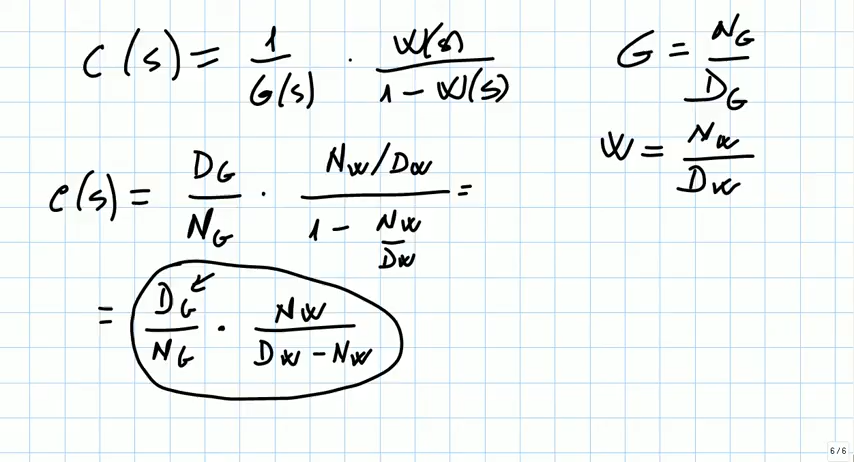 C(s) = 1/G(s) · W(s)/(1 - W(s))
G = N_G/D_G
W = N_W/D_W
C(s) = D_G/N_G · (N_W/D_W)/(1 - N_W/D_W) =
= D_G/N_G · N_W/(D_W - N_W)
6/6